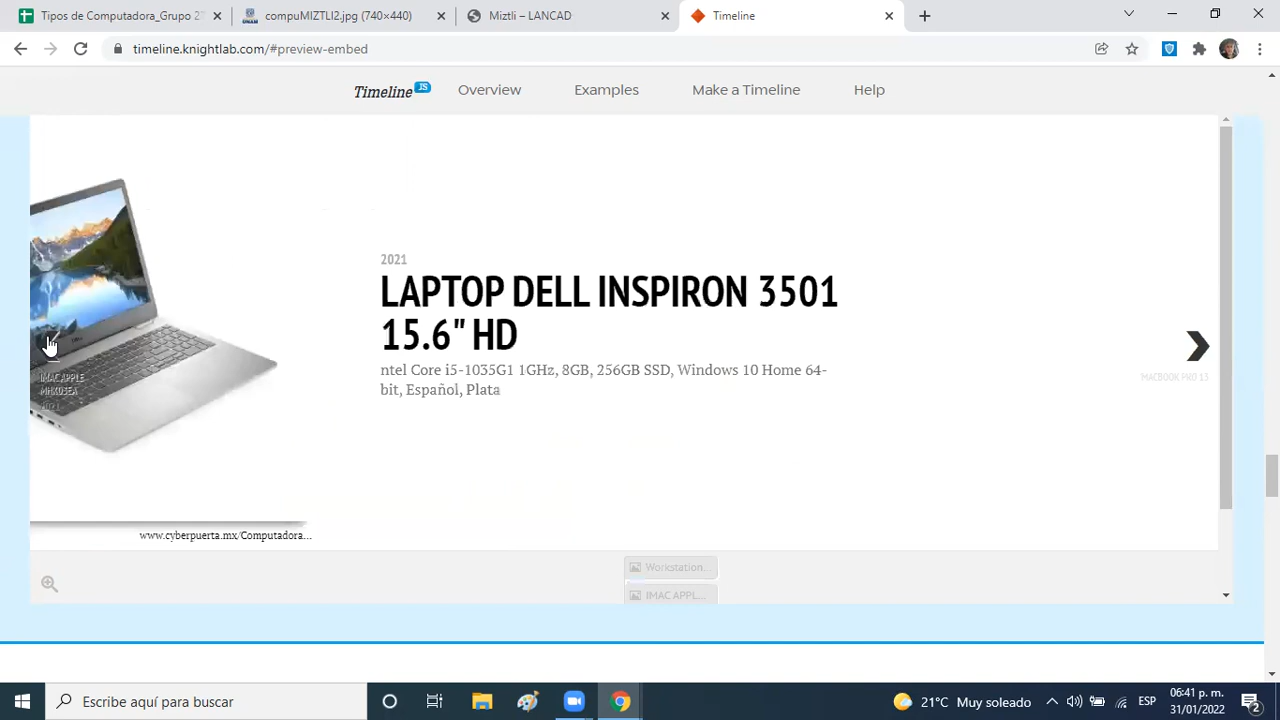 Tipos de Computadora_Grupo 2
compuMIZTLI2.jpg (740×440)
Miztli – LANCAD
Timeline
timeline.knightlab.com/#preview-embed
Timeline JS
Overview
Examples
Make a Timeline
Help
2021
LAPTOP DELL INSPIRON 3501
15.6" HD
ntel Core i5-1035G1 1GHz, 8GB, 256GB SSD, Windows 10 Home 64-
bit, Español, Plata
IMAC APPLE
MHK03EA
2021
MACBOOK PRO 13
www.cyberpuerta.mx/Computadora...
Workstation..
IMAC APPL...
Escribe aquí para buscar
21°C Muy soleado
ESP
06:41 p. m.
31/01/2022
2